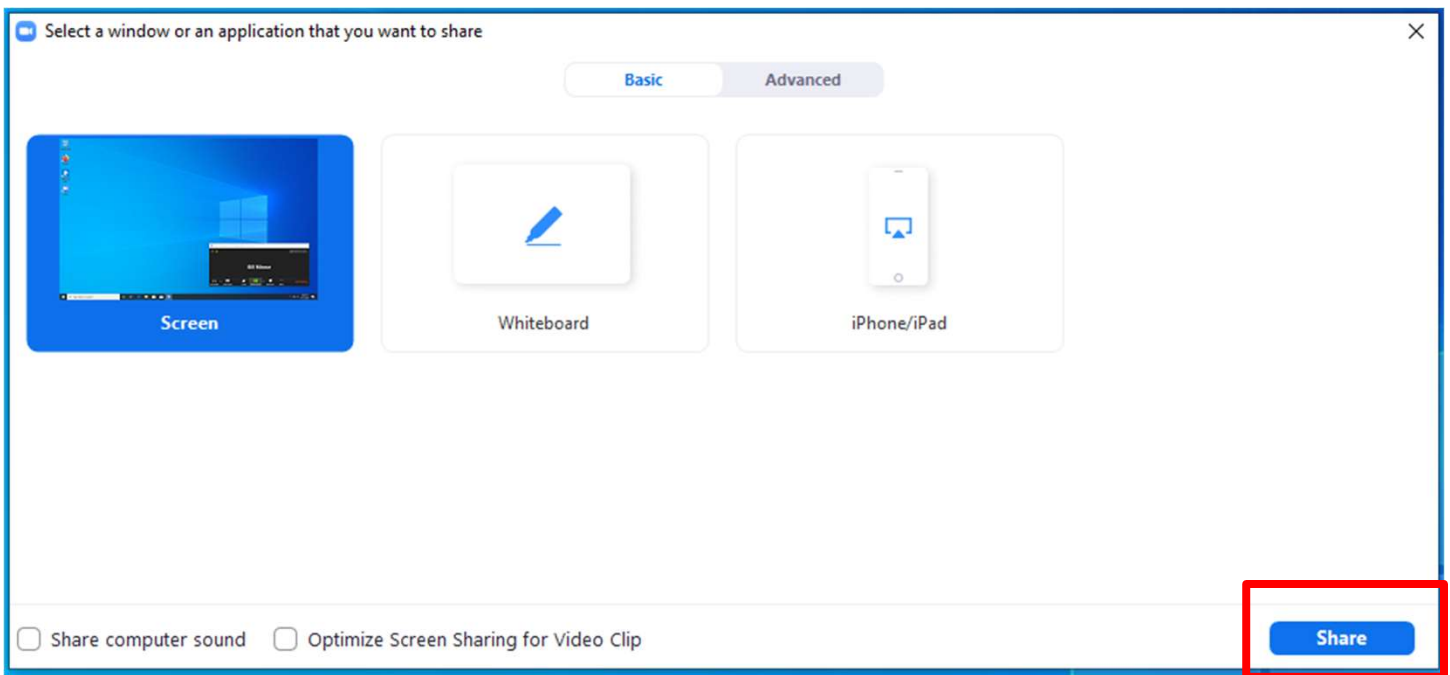 Select a window or an application that you want to share
Basic
Advanced
Screen
Whiteboard
iPhone/iPad
Share computer sound
Optimize Screen Sharing for Video Clip
Share